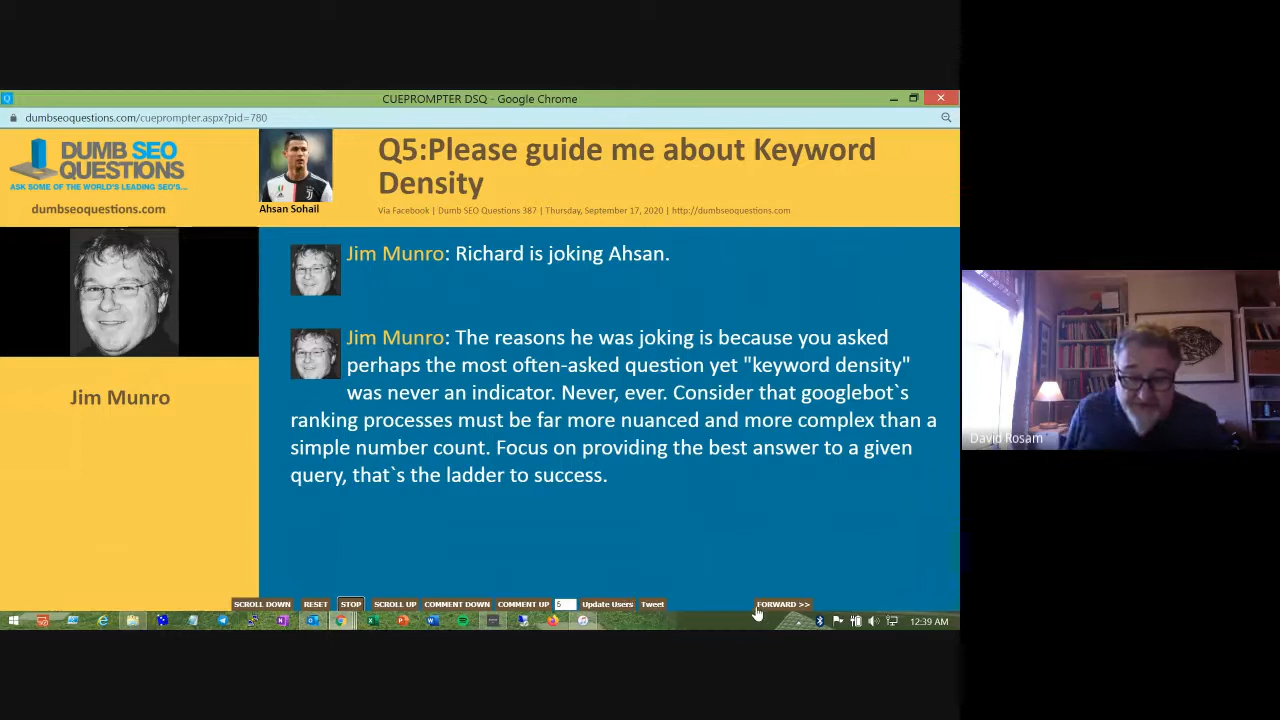 CUEPROMPTER DSQ - Google Chrome
dumbseoquestions.com/cueprompter.aspx?pid=780
DUMB SEO
QUESTIONS
ASK SOME OF THE WORLD'S LEADING SEO'S...
dumbseoquestions.com
Ahsan Sohail
Q5:Please guide me about Keyword
Density
Via Facebook | Dumb SEO Questions 387 | Thursday, September 17, 2020 | http://dumbseoquestions.com
Jim Munro
Jim Munro: Richard is joking Ahsan.
Jim Munro: The reasons he was joking is because you asked
perhaps the most often-asked question yet "keyword density"
was never an indicator. Never, ever. Consider that googlebot`s
ranking processes must be far more nuanced and more complex than a
simple number count. Focus on providing the best answer to a given
query, that`s the ladder to success.
David Rosam
SCROLL DOWN RESET STOP SCROLL UP COMMENT DOWN COMMENT UP 5 Update Users Tweet FORWARD >>
12:39 AM